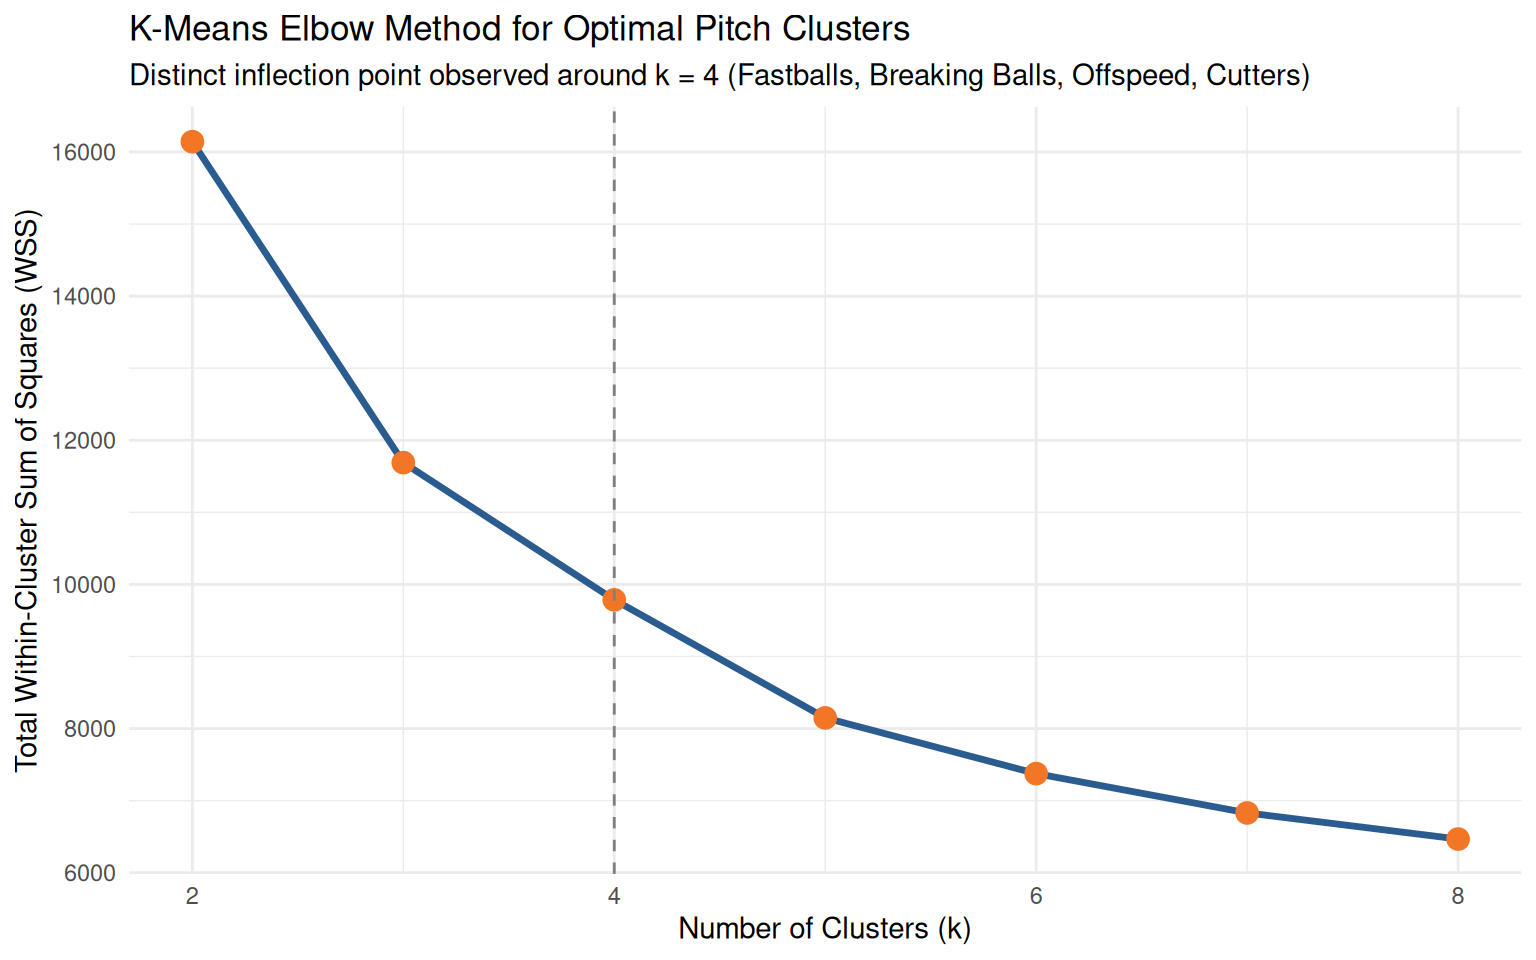 K-Means Elbow Method for Optimal Pitch Clusters
Distinct inflection point observed around k = 4 (Fastballs, Breaking Balls, Offspeed, Cutters)
Total Within-Cluster Sum of Squares (WSS)
16000
14000
12000
10000
8000
6000
2 4 6 8
Number of Clusters (k)